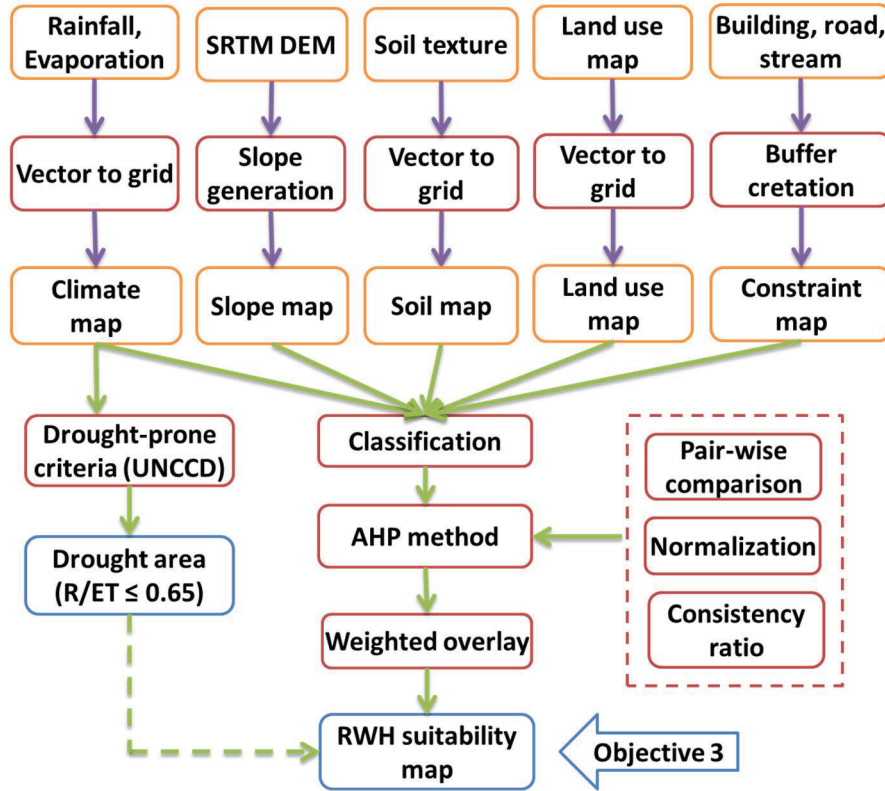 Rainfall,
Evaporation
SRTM DEM
Soil texture
Land use
map
Building, road,
stream
Vector to grid
Slope
generation
Vector to
grid
Vector to
grid
Buffer
cretation
Climate
map
Slope map
Soil map
Land use
map
Constraint
map
Drought-prone
criteria (UNCCD)
Classification
Pair-wise
comparison
Drought area
(R/ET ≤ 0.65)
AHP method
Normalization
Weighted overlay
Consistency
ratio
RWH suitability
map
Objective 3